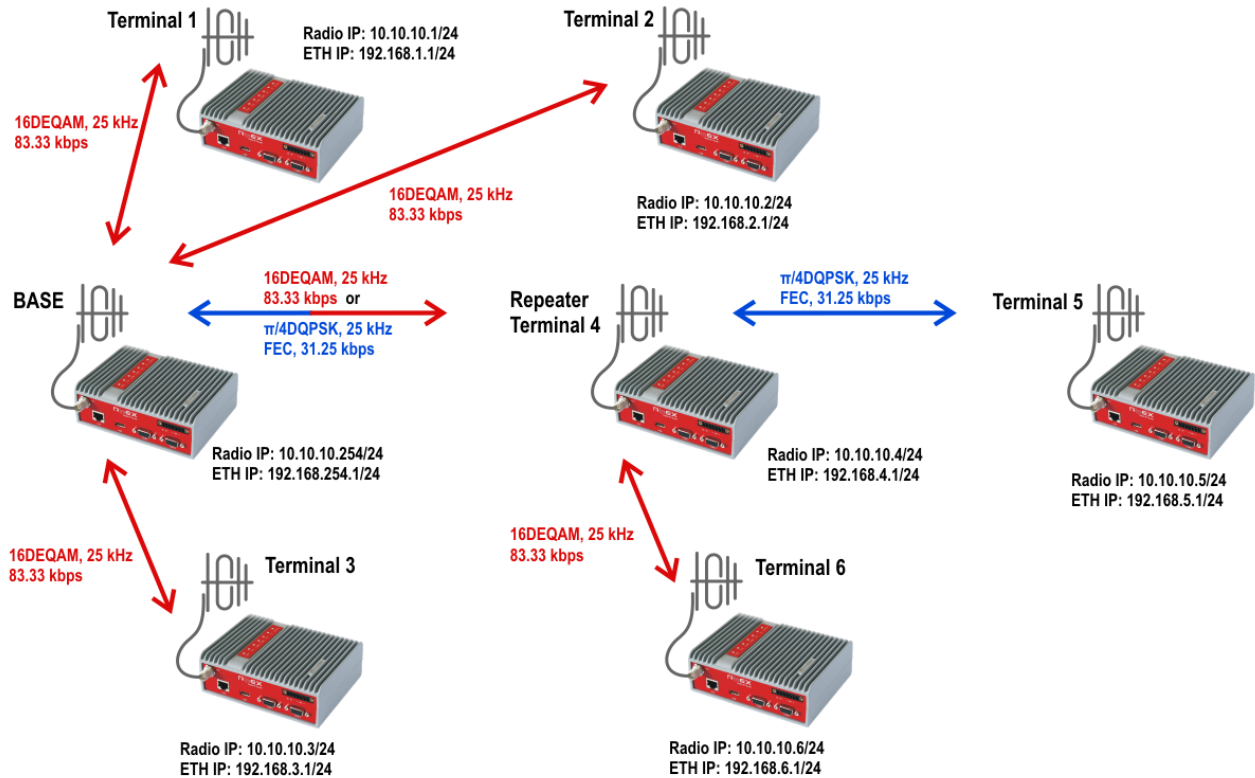 Terminal 1
Radio IP: 10.10.10.1/24
ETH IP: 192.168.1.1/24
Terminal 2
16DEQAM, 25 kHz
83.33 kbps
16DEQAM, 25 kHz
83.33 kbps
Radio IP: 10.10.10.2/24
ETH IP: 192.168.2.1/24
BASE
16DEQAM, 25 kHz
83.33 kbps or
π/4DQPSK, 25 kHz
FEC, 31.25 kbps
Repeater
Terminal 4
π/4DQPSK, 25 kHz
FEC, 31.25 kbps
Terminal 5
Radio IP: 10.10.10.254/24
ETH IP: 192.168.254.1/24
Radio IP: 10.10.10.4/24
ETH IP: 192.168.4.1/24
Radio IP: 10.10.10.5/24
ETH IP: 192.168.5.1/24
16DEQAM, 25 kHz
83.33 kbps
Terminal 3
16DEQAM, 25 kHz
83.33 kbps
Terminal 6
Radio IP: 10.10.10.3/24
ETH IP: 192.168.3.1/24
Radio IP: 10.10.10.6/24
ETH IP: 192.168.6.1/24